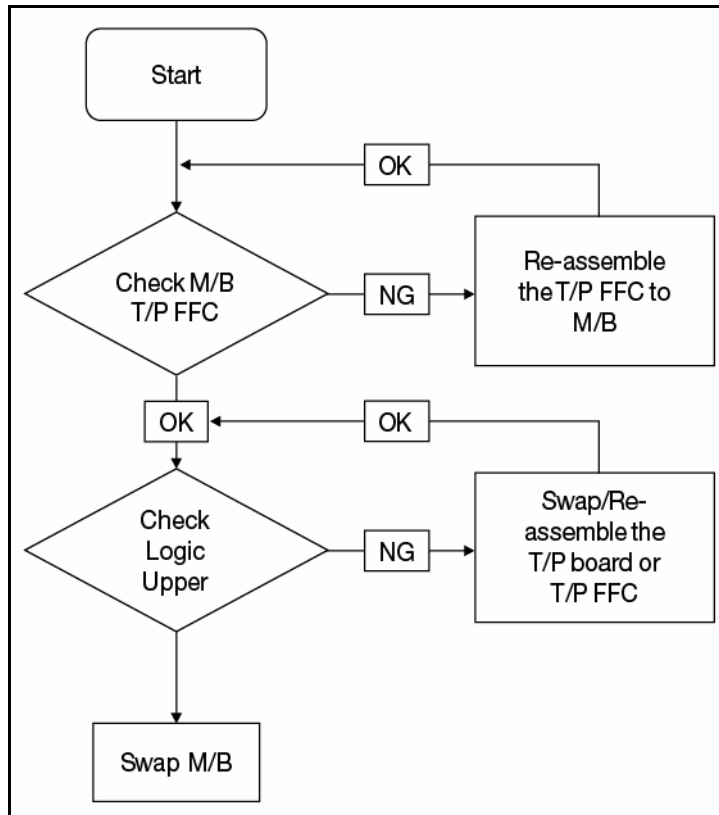 Start
OK
Check M/B
T/P FFC
NG
Re-assemble
the T/P FFC to
M/B
OK
OK
Check
Logic
Upper
NG
Swap/Re-
assemble the
T/P board or
T/P FFC
Swap M/B